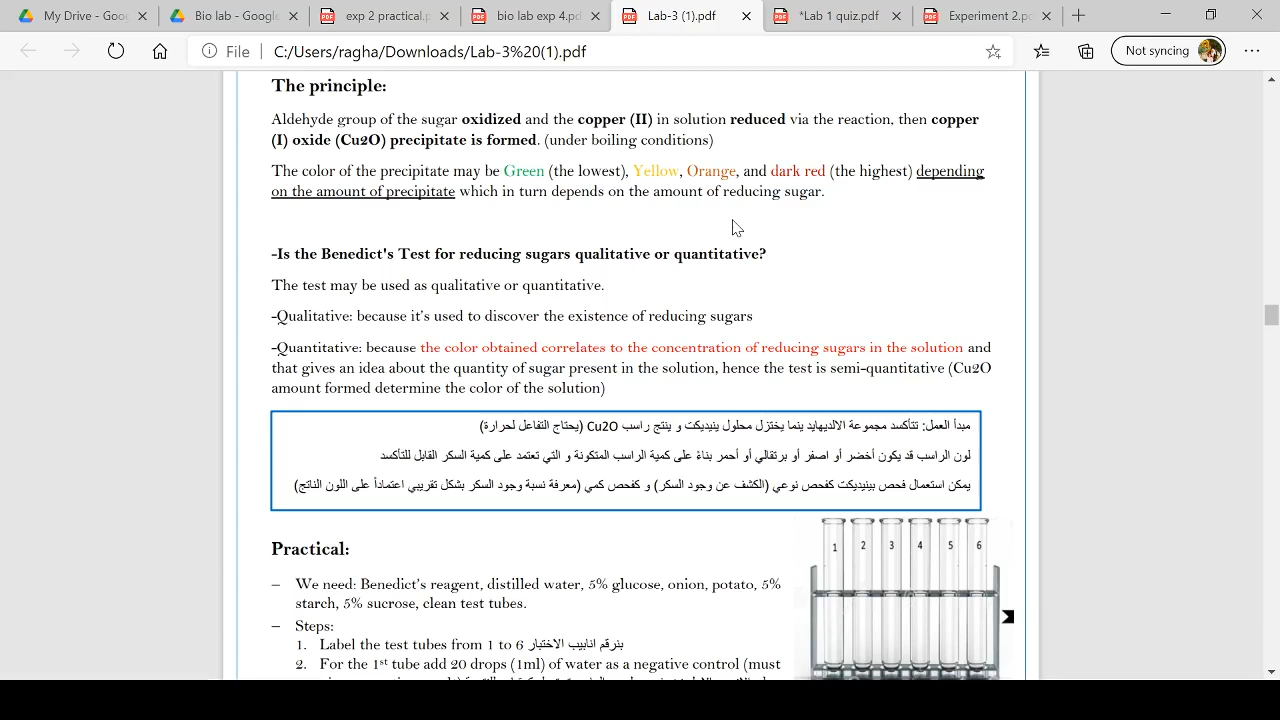 My Drive - Google
Bio lab - Google
exp 2 practical.p
bio lab exp 4.pd
Lab-3 (1).pdf
*Lab 1 quiz.pdf
Experiment 2.pd
File
C:/Users/ragha/Downloads/Lab-3%20(1).pdf
Not syncing
The principle:
Aldehyde group of the sugar oxidized and the copper (II) in solution reduced via the reaction, then copper
(I) oxide (Cu2O) precipitate is formed. (under boiling conditions)
The color of the precipitate may be Green (the lowest), Yellow, Orange, and dark red (the highest) depending
on the amount of precipitate which in turn depends on the amount of reducing sugar.
-Is the Benedict's Test for reducing sugars qualitative or quantitative?
The test may be used as qualitative or quantitative.
-Qualitative: because it's used to discover the existence of reducing sugars
-Quantitative: because the color obtained correlates to the concentration of reducing sugars in the solution and
that gives an idea about the quantity of sugar present in the solution, hence the test is semi-quantitative (Cu2O
amount formed determine the color of the solution)
مبدأ العمل: تتأكسد مجموعة الالديهايد ينما يختزل محلول ينيديكت و ينتج راسب Cu2O (يحتاج التفاعل لحرارة)
لون الراسب قد يكون أخضر أو اصفر أو برتقالي أو أحمر بناءً على كمية الراسب المتكونة و التي تعتمد على كمية السكر القابل للتأكسد
يمكن استعمال فحص بينيديكت كفحص نوعي (الكشف عن وجود السكر) و كفحص كمي (معرفة نسبة وجود السكر بشكل تقريبي اعتماداً على اللون الناتج)
Practical:
– We need: Benedict's reagent, distilled water, 5% glucose, onion, potato, 5%
starch, 5% sucrose, clean test tubes.
– Steps:
1. Label the test tubes from 1 to 6 بنرقم انابيب الاختبار
2. For the 1st tube add 20 drops (1ml) of water as a negative control (must
1 2 3 4 5 6